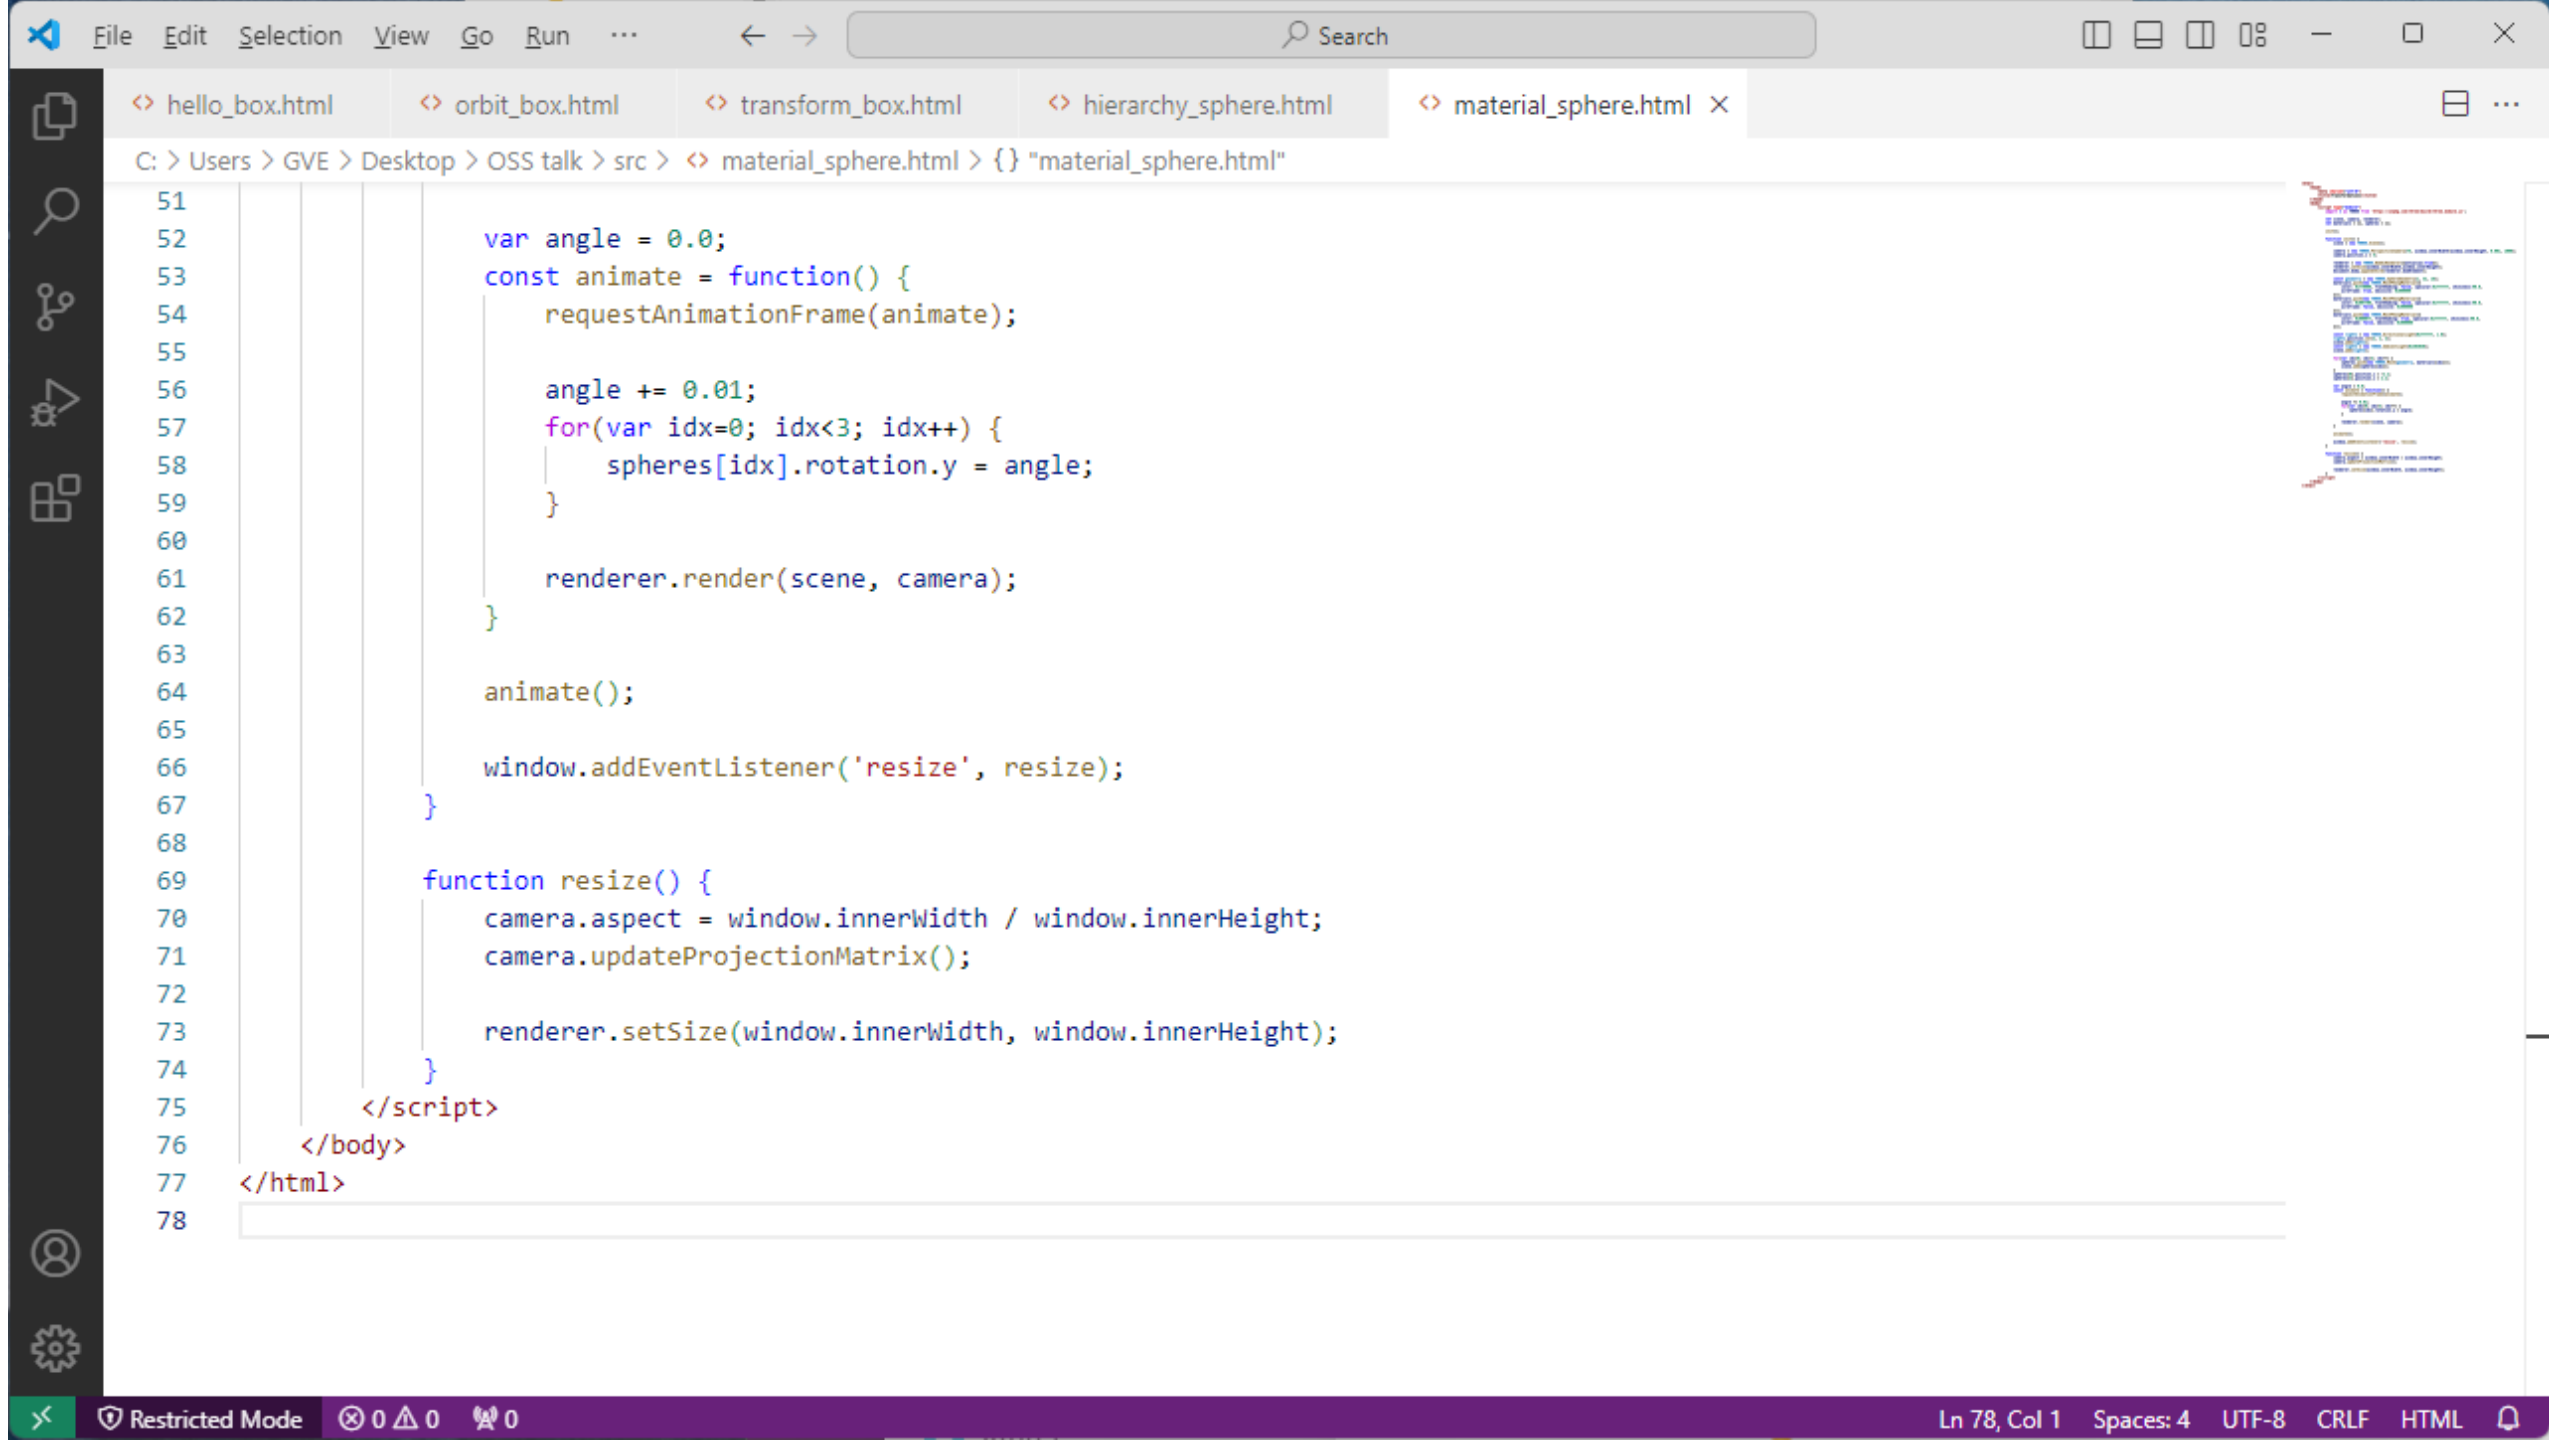 File Edit Selection View Go Run ··· Search
hello_box.html orbit_box.html transform_box.html hierarchy_sphere.html material_sphere.html
C: > Users > GVE > Desktop > OSS talk > src > <> material_sphere.html > {} "material_sphere.html"
51
52 var angle = 0.0;
53 const animate = function() {
54 requestAnimationFrame(animate);
55
56 angle += 0.01;
57 for(var idx=0; idx<3; idx++) {
58 spheres[idx].rotation.y = angle;
59 }
60
61 renderer.render(scene, camera);
62 }
63
64 animate();
65
66 window.addEventListener('resize', resize);
67 }
68
69 function resize() {
70 camera.aspect = window.innerWidth / window.innerHeight;
71 camera.updateProjectionMatrix();
72
73 renderer.setSize(window.innerWidth, window.innerHeight);
74 }
75 </script>
76 </body>
77 </html>
78
Restricted Mode 0 0 0 Ln 78, Col 1 Spaces: 4 UTF-8 CRLF HTML